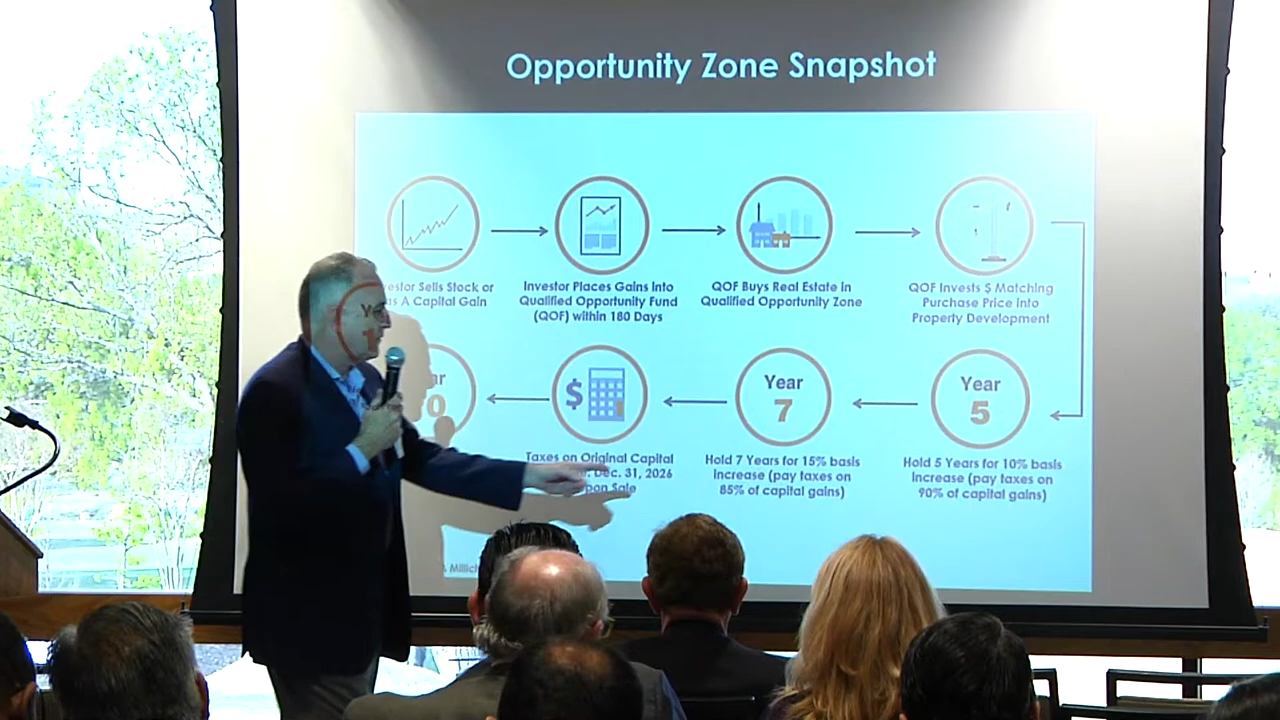 Opportunity Zone Snapshot
Sells Stock or
A Capital Gain
Investor Places Gains into
Qualified Opportunity Fund
(QOF) within 180 Days
QOF Buys Real Estate in
Qualified Opportunity Zone
QOF Invests $ Matching
Purchase Price into
Property Development
Year
5
Hold 5 Years for 10% basis
increase (pay taxes on
90% of capital gains)
Year
7
Hold 7 Years for 15% basis
increase (pay taxes on
85% of capital gains)
$
Taxes on Original Capital
Dec. 31, 2026
Sale